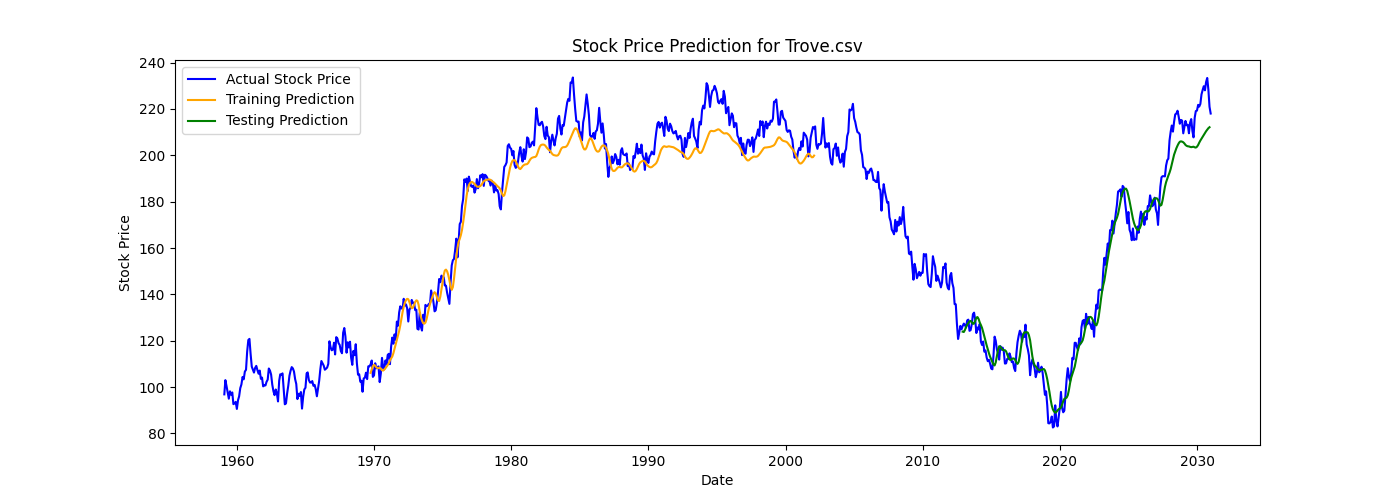 Stock Price Prediction for Trove.csv
Actual Stock Price
Training Prediction
Testing Prediction
Stock Price
240
220
200
180
160
140
120
100
80
1960 1970 1980 1990 2000 2010 2020 2030
Date